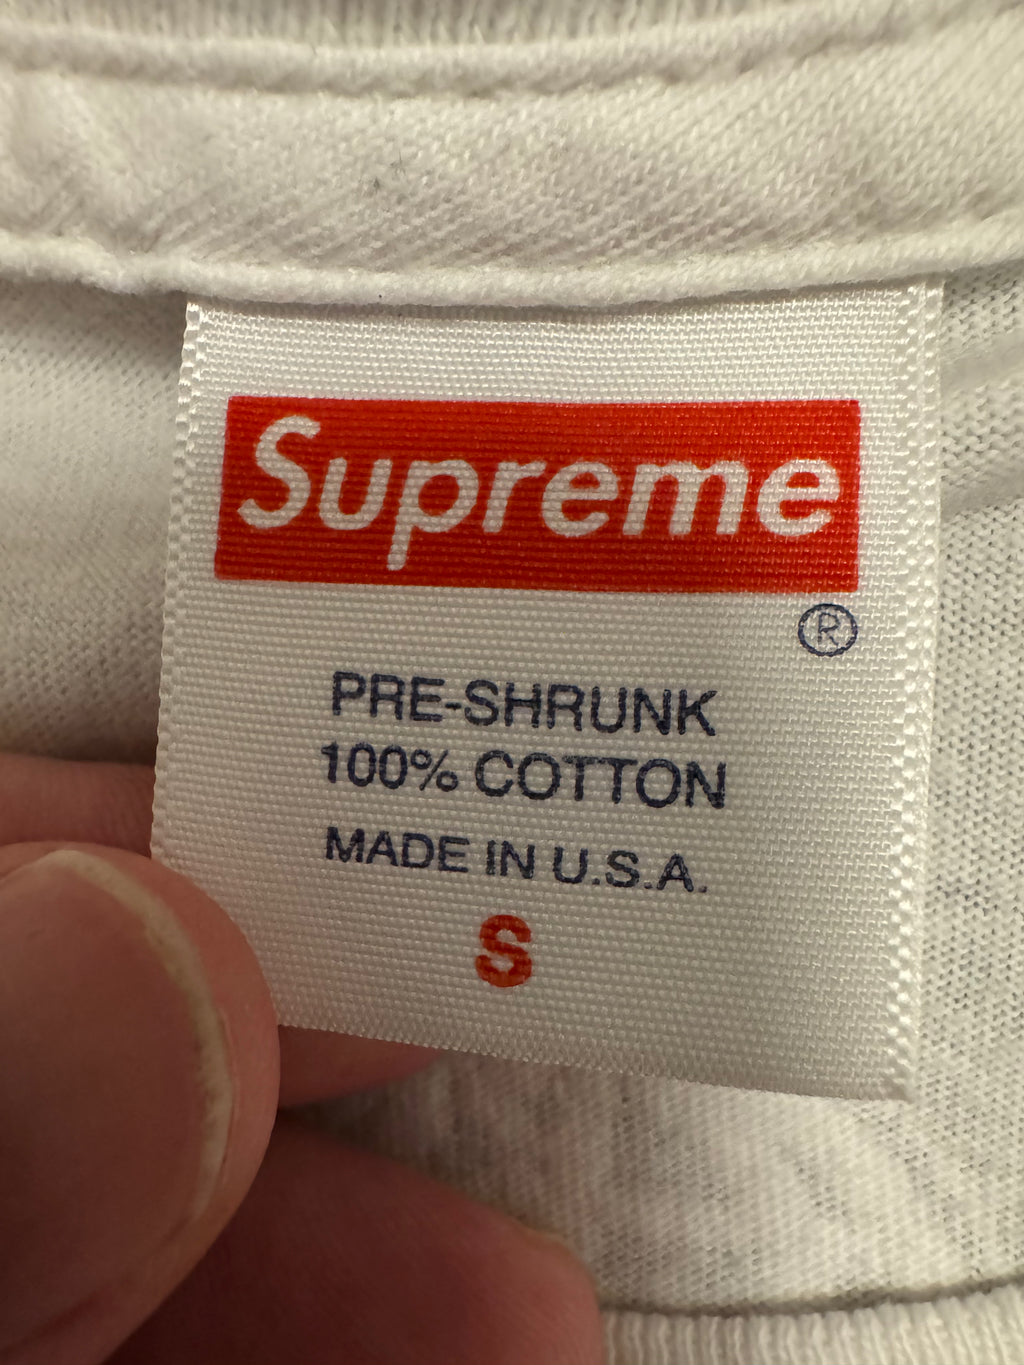 Supreme
®
PRE-SHRUNK
100% COTTON
MADE IN U.S.A.
S